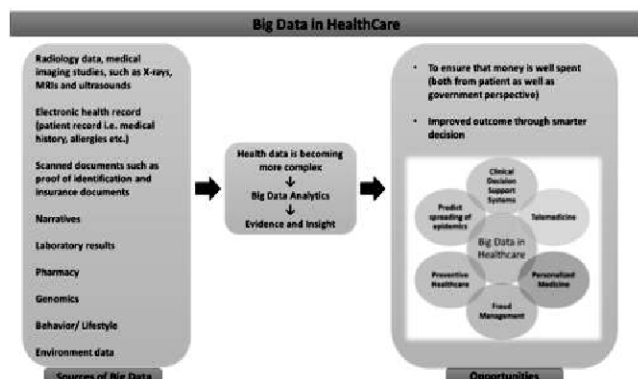 Big Data in HealthCare
Radiology data, medical
imaging studies, such as X-rays,
MRIs and ultrasounds
Electronic health record
(patient record i.e. medical
history, allergies etc.)
Scanned documents such as
proof of identification and
insurance documents
Narratives
Laboratory results
Pharmacy
Genomics
Behavior/ Lifestyle
Environment data
Sources of Big Data
Health data is becoming
more complex
↓
Big Data Analytics
↓
Evidence and Insight
• To ensure that money is well spent
(both from patient as well as
government perspective)
• Improved outcome through smarter
decision
Clinical
Decision
Support
Systems
Predict
spreading of
epidemics
Telemedicine
Big Data in
Healthcare
Preventive
Healthcare
Personalized
Medicine
Fraud
Management
Opportunities